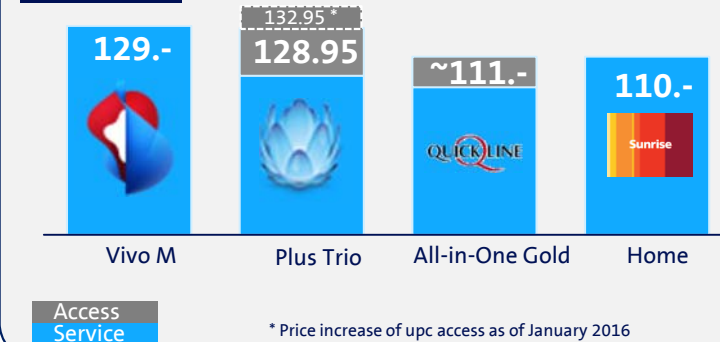 132.95 *
129.-
128.95
~111.-
110.-
QUICKLINE
Sunrise
Vivo M
Plus Trio
All-in-One Gold
Home
Access
Service
* Price increase of upc access as of January 2016